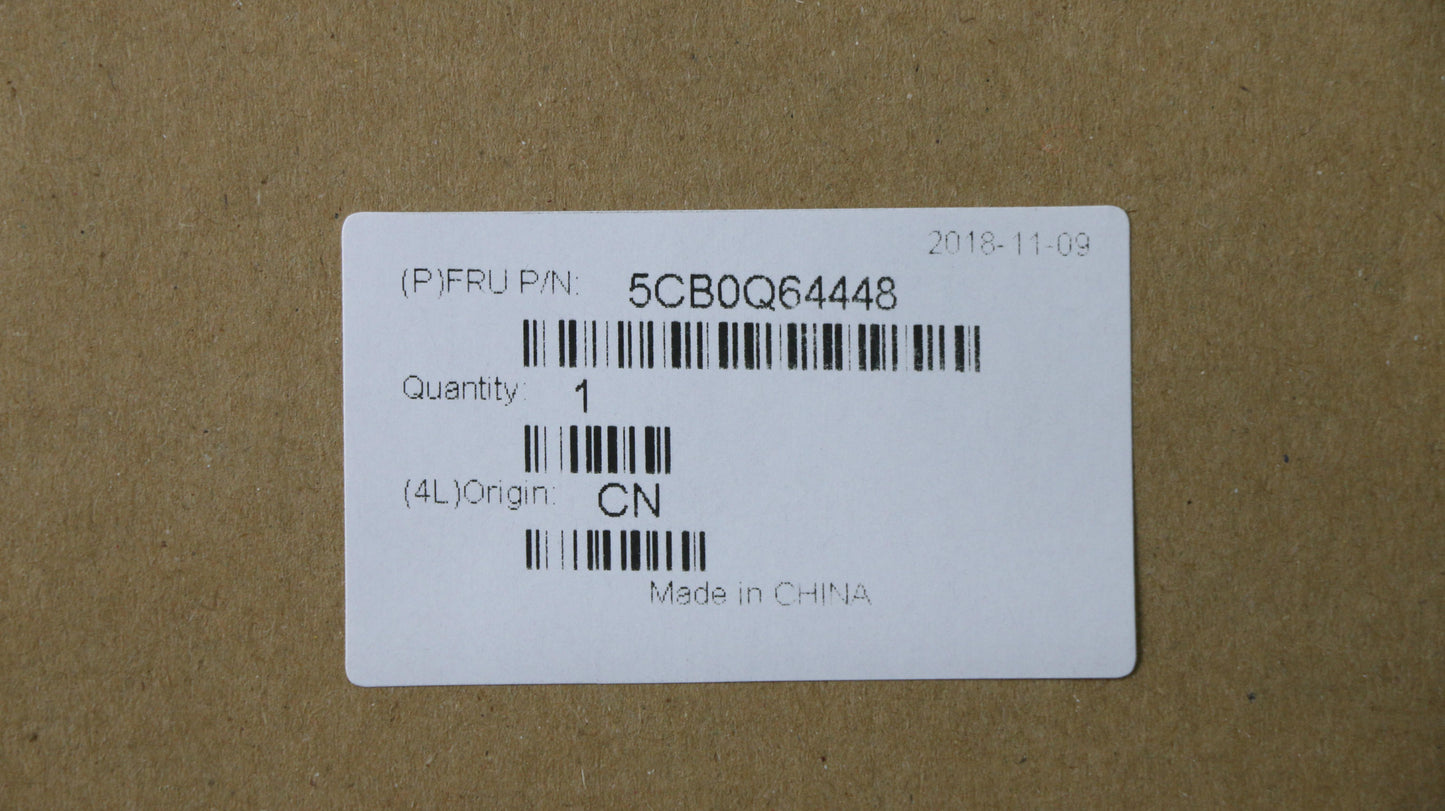 2018-11-09
(P)FRU P/N: 5CB0Q64448
Quantity: 1
(4L)Origin: CN
Made in CHINA